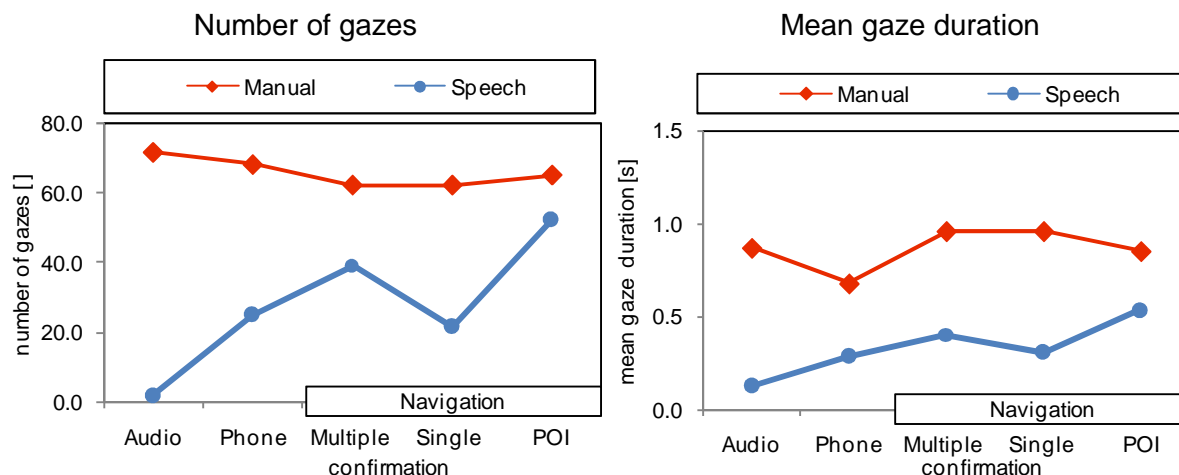 Number of gazes
Manual Speech
80.0
60.0
40.0
20.0
0.0
number of gazes [ ]
Navigation
Audio Phone Multiple Single POI
confirmation
Mean gaze duration
Manual Speech
1.5
1.0
0.5
0.0
mean gaze duration [s]
Navigation
Audio Phone Multiple Single POI
confirmation